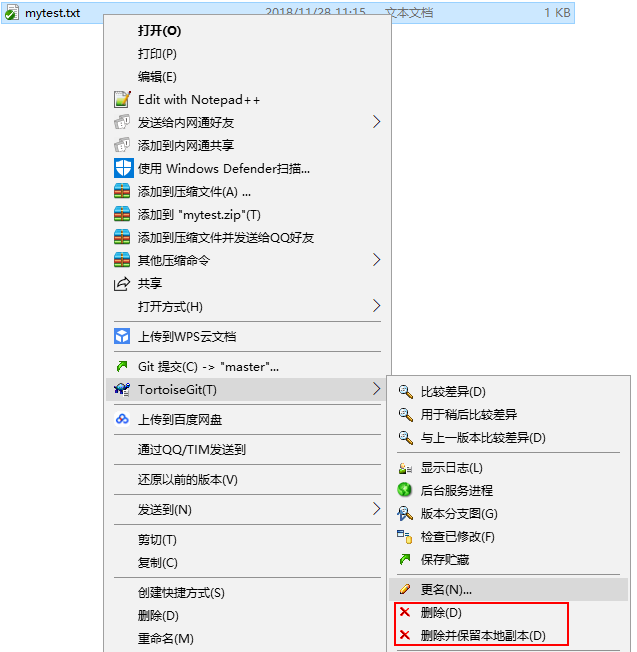 mytest.txt 2018/11/28 11:15 文本文档 1 KB
打开(O)
打印(P)
编辑(E)
Edit with Notepad++
发送给内网通好友
添加到内网通共享
使用 Windows Defender扫描...
添加到压缩文件(A) ...
添加到 "mytest.zip"(T)
添加到压缩文件并发送给QQ好友
其他压缩命令
共享
打开方式(H)
上传到WPS云文档
Git 提交(C) -> "master"...
TortoiseGit(T)
上传到百度网盘
通过QQ/TIM发送到
还原以前的版本(V)
发送到(N)
剪切(T)
复制(C)
创建快捷方式(S)
删除(D)
重命名(M)
比较差异(D)
用于稍后比较差异
与上一版本比较差异(D)
显示日志(L)
后台服务进程
版本分支图(G)
检查已修改(F)
保存贮藏
更名(N)...
删除(D)
删除并保留本地副本(D)